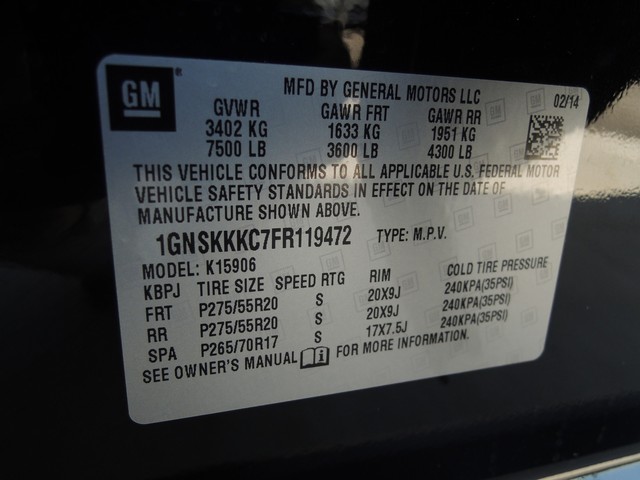 GM®
MFD BY GENERAL MOTORS LLC 02/14
GVWR GAWR FRT GAWR RR
3402 KG 1633 KG 1951 KG
7500 LB 3600 LB 4300 LB
THIS VEHICLE CONFORMS TO ALL APPLICABLE U.S. FEDERAL MOTOR
VEHICLE SAFETY STANDARDS IN EFFECT ON THE DATE OF
MANUFACTURE SHOWN ABOVE.
1GNSKKKC7FR119472 TYPE: M.P.V.
MODEL: K15906
KBPJ TIRE SIZE SPEED RTG RIM COLD TIRE PRESSURE
FRT P275/55R20 S 20X9J 240KPA(35PSI)
RR P275/55R20 S 20X9J 240KPA(35PSI)
SPA P265/70R17 S 17X7.5J 240KPA(35PSI)
SEE OWNER'S MANUAL i FOR MORE INFORMATION.